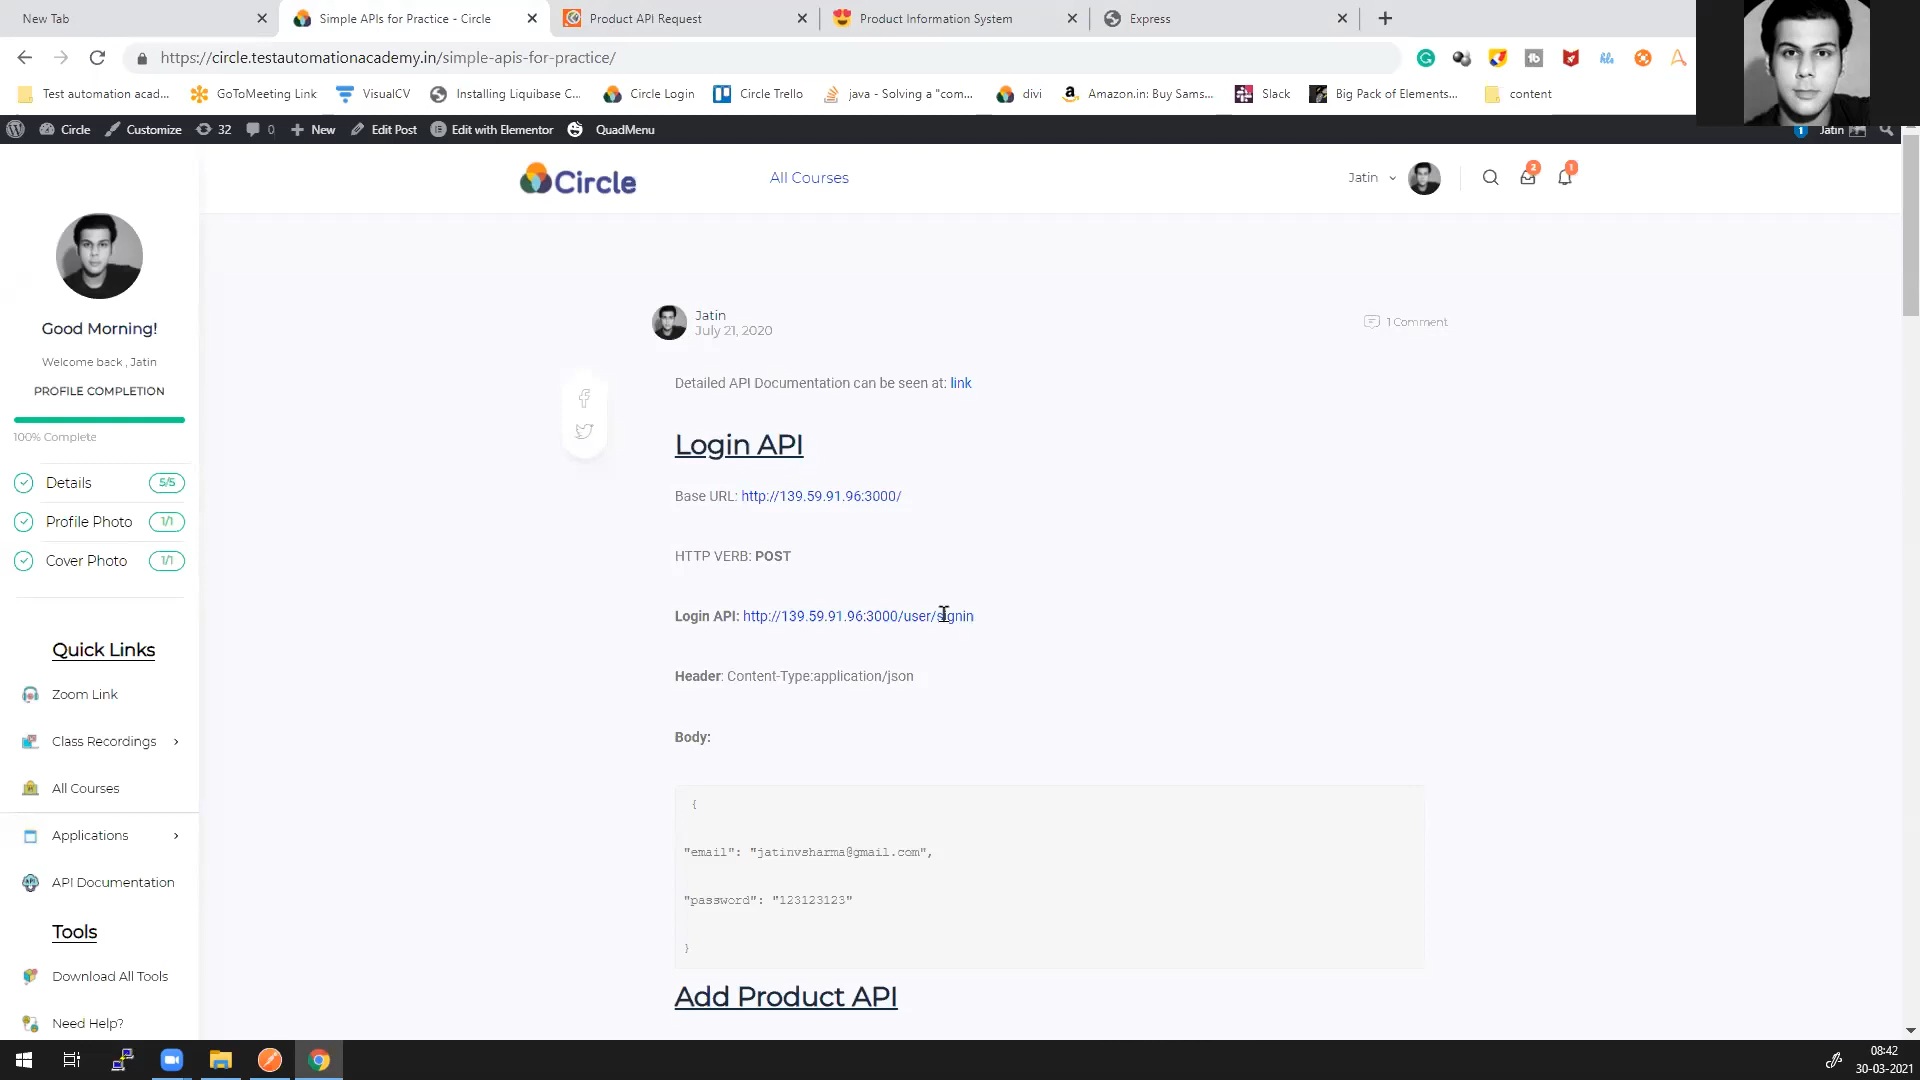 New Tab
Simple APIs for Practice - Circle
Product API Request
Product Information System
Express
https://circle.testautomationacademy.in/simple-apis-for-practice/
Test automation acad...
GoToMeeting Link
VisualCV
Installing Liquibase C...
Circle Login
Circle Trello
java - Solving a "com...
divi
Amazon.in: Buy Sams...
Slack
Big Pack of Elements...
content
Circle
Customize
32
0
New
Edit Post
Edit with Elementor
QuadMenu
1
Jatin
Circle
All Courses
Jatin
2
1
Good Morning!
Welcome back , Jatin
PROFILE COMPLETION
100% Complete
Details 5/5
Profile Photo 1/1
Cover Photo 1/1
Quick Links
Zoom Link
Class Recordings
All Courses
Applications
API Documentation
Tools
Download All Tools
Need Help?
Jatin
July 21, 2020
1 Comment
Detailed API Documentation can be seen at: link
Login API
Base URL: http://139.59.91.96:3000/
HTTP VERB: POST
Login API: http://139.59.91.96:3000/user/signin
Header: Content-Type:application/json
Body:
{
"email": "jatinvsharma@gmail.com",
"password": "123123123"
}
Add Product API
08:42
30-03-2021